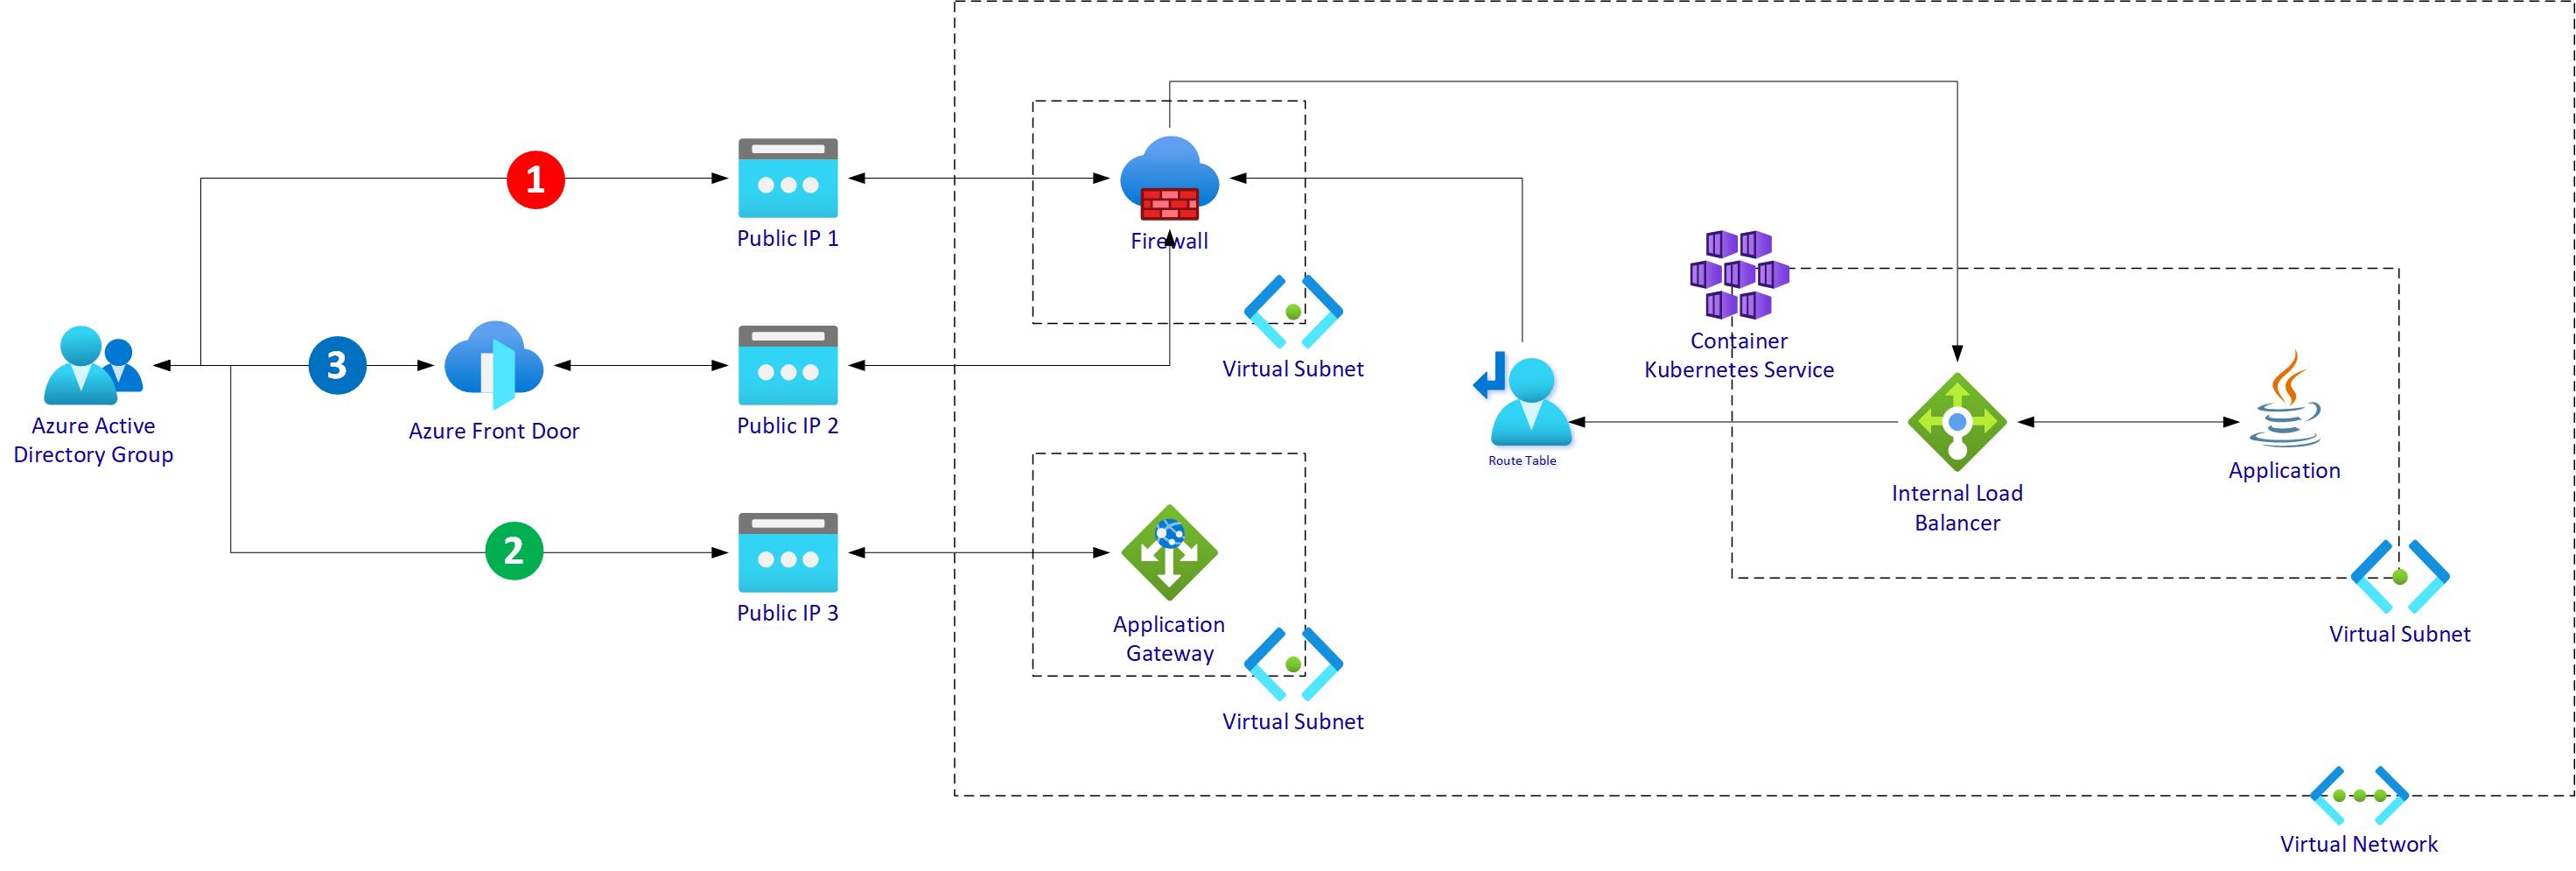 1
Public IP 1
Firewall
Virtual Subnet
Container
Kubernetes Service
3
Azure Active
Directory Group
Azure Front Door
Public IP 2
Route Table
Internal Load
Balancer
Application
2
Public IP 3
Application
Gateway
Virtual Subnet
Virtual Subnet
Virtual Network